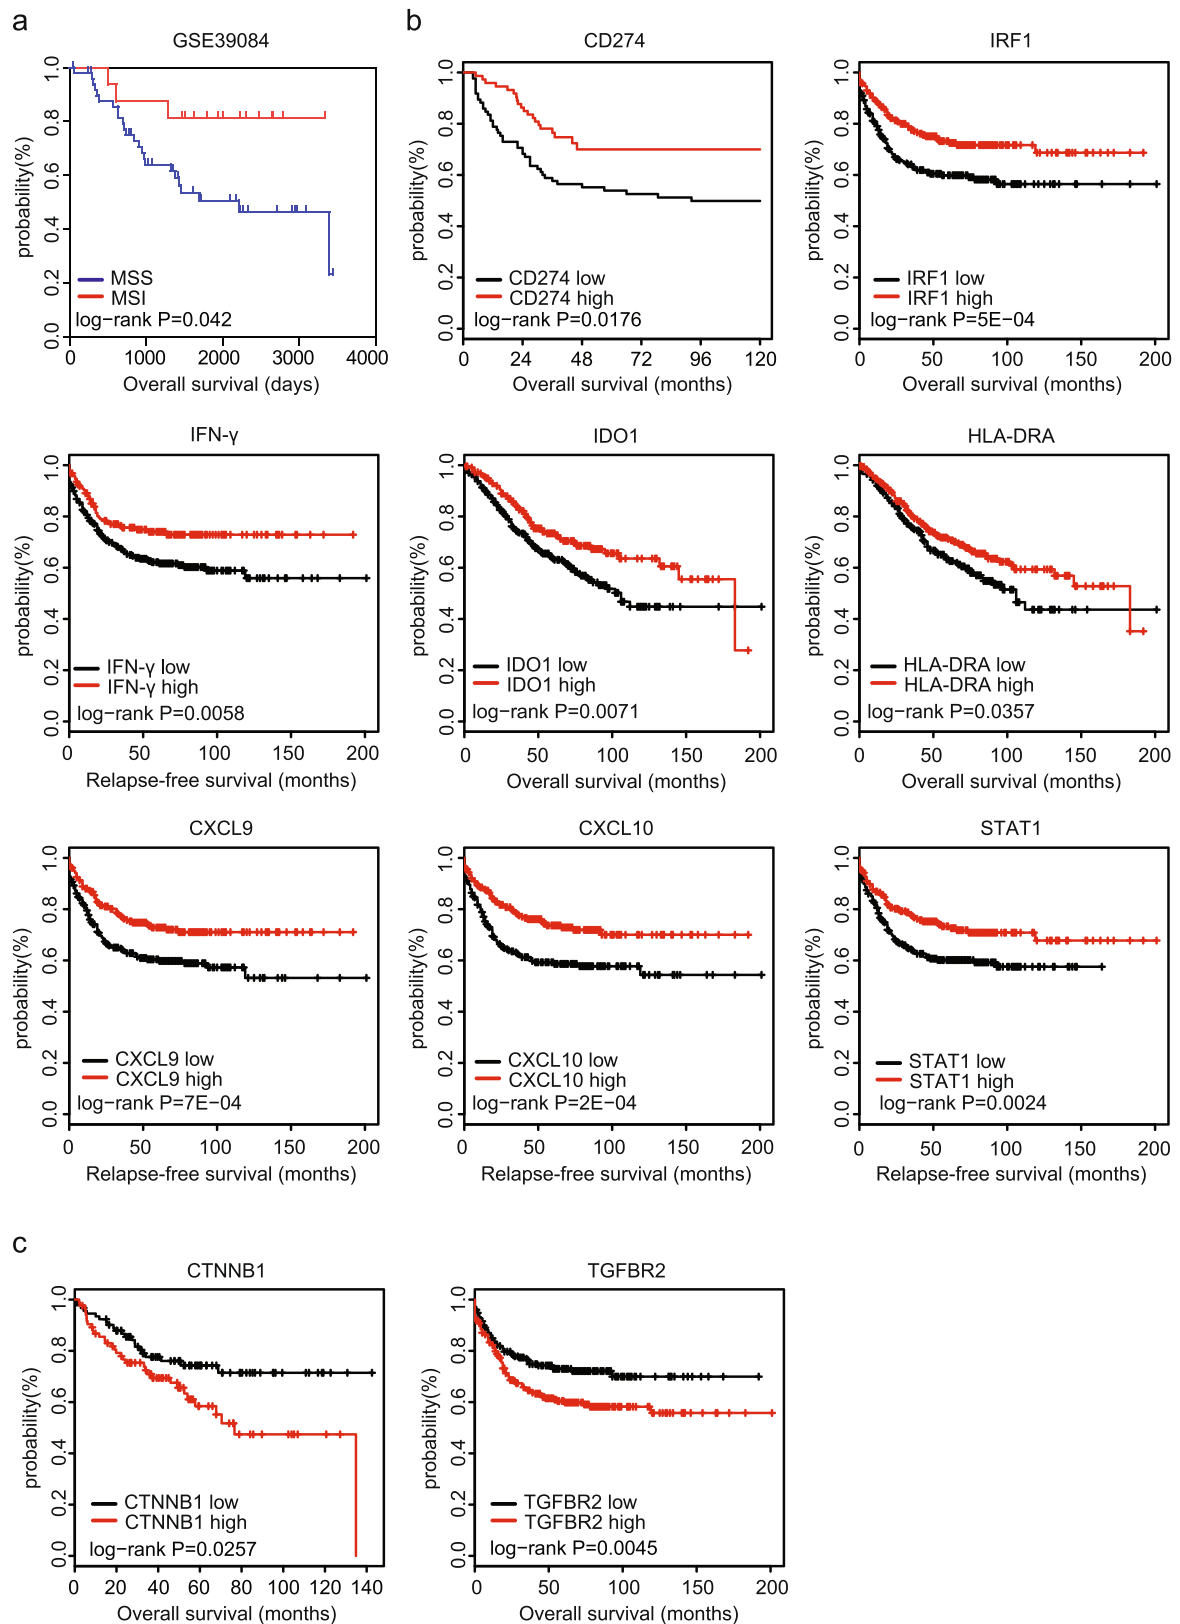 a
GSE39084
probability(%)
0.0 0.2 0.4 0.6 0.8 1.0
MSS
MSI
log−rank P=0.042
0 1000 2000 3000 4000
Overall survival (days)
b
CD274
probability(%)
0.0 0.2 0.4 0.6 0.8 1.0
CD274 low
CD274 high
log−rank P=0.0176
0 24 48 72 96 120
Overall survival (months)
IRF1
probability(%)
0.0 0.2 0.4 0.6 0.8 1.0
IRF1 low
IRF1 high
log−rank P=5E−04
0 50 100 150 200
Overall survival (months)
IFN-γ
probability(%)
0.0 0.2 0.4 0.6 0.8 1.0
IFN-γ low
IFN-γ high
log−rank P=0.0058
0 50 100 150 200
Relapse-free survival (months)
IDO1
probability(%)
0.0 0.2 0.4 0.6 0.8 1.0
IDO1 low
IDO1 high
log−rank P=0.0071
0 50 100 150 200
Overall survival (months)
HLA-DRA
probability(%)
0.0 0.2 0.4 0.6 0.8 1.0
HLA-DRA low
HLA-DRA high
log−rank P=0.0357
0 50 100 150 200
Overall survival (months)
CXCL9
probability(%)
0.0 0.2 0.4 0.6 0.8 1.0
CXCL9 low
CXCL9 high
log−rank P=7E−04
0 50 100 150 200
Relapse-free survival (months)
CXCL10
probability(%)
0.0 0.2 0.4 0.6 0.8 1.0
CXCL10 low
CXCL10 high
log−rank P=2E−04
0 50 100 150 200
Relapse-free survival (months)
STAT1
probability(%)
0.0 0.2 0.4 0.6 0.8 1.0
STAT1 low
STAT1 high
log−rank P=0.0024
0 50 100 150 200
Relapse-free survival (months)
c
CTNNB1
probability(%)
0.0 0.2 0.4 0.6 0.8 1.0
CTNNB1 low
CTNNB1 high
log−rank P=0.0257
0 20 40 60 80 100 120 140
Overall survival (months)
TGFBR2
probability(%)
0.0 0.2 0.4 0.6 0.8 1.0
TGFBR2 low
TGFBR2 high
log−rank P=0.0045
0 50 100 150 200
Overall survival (months)